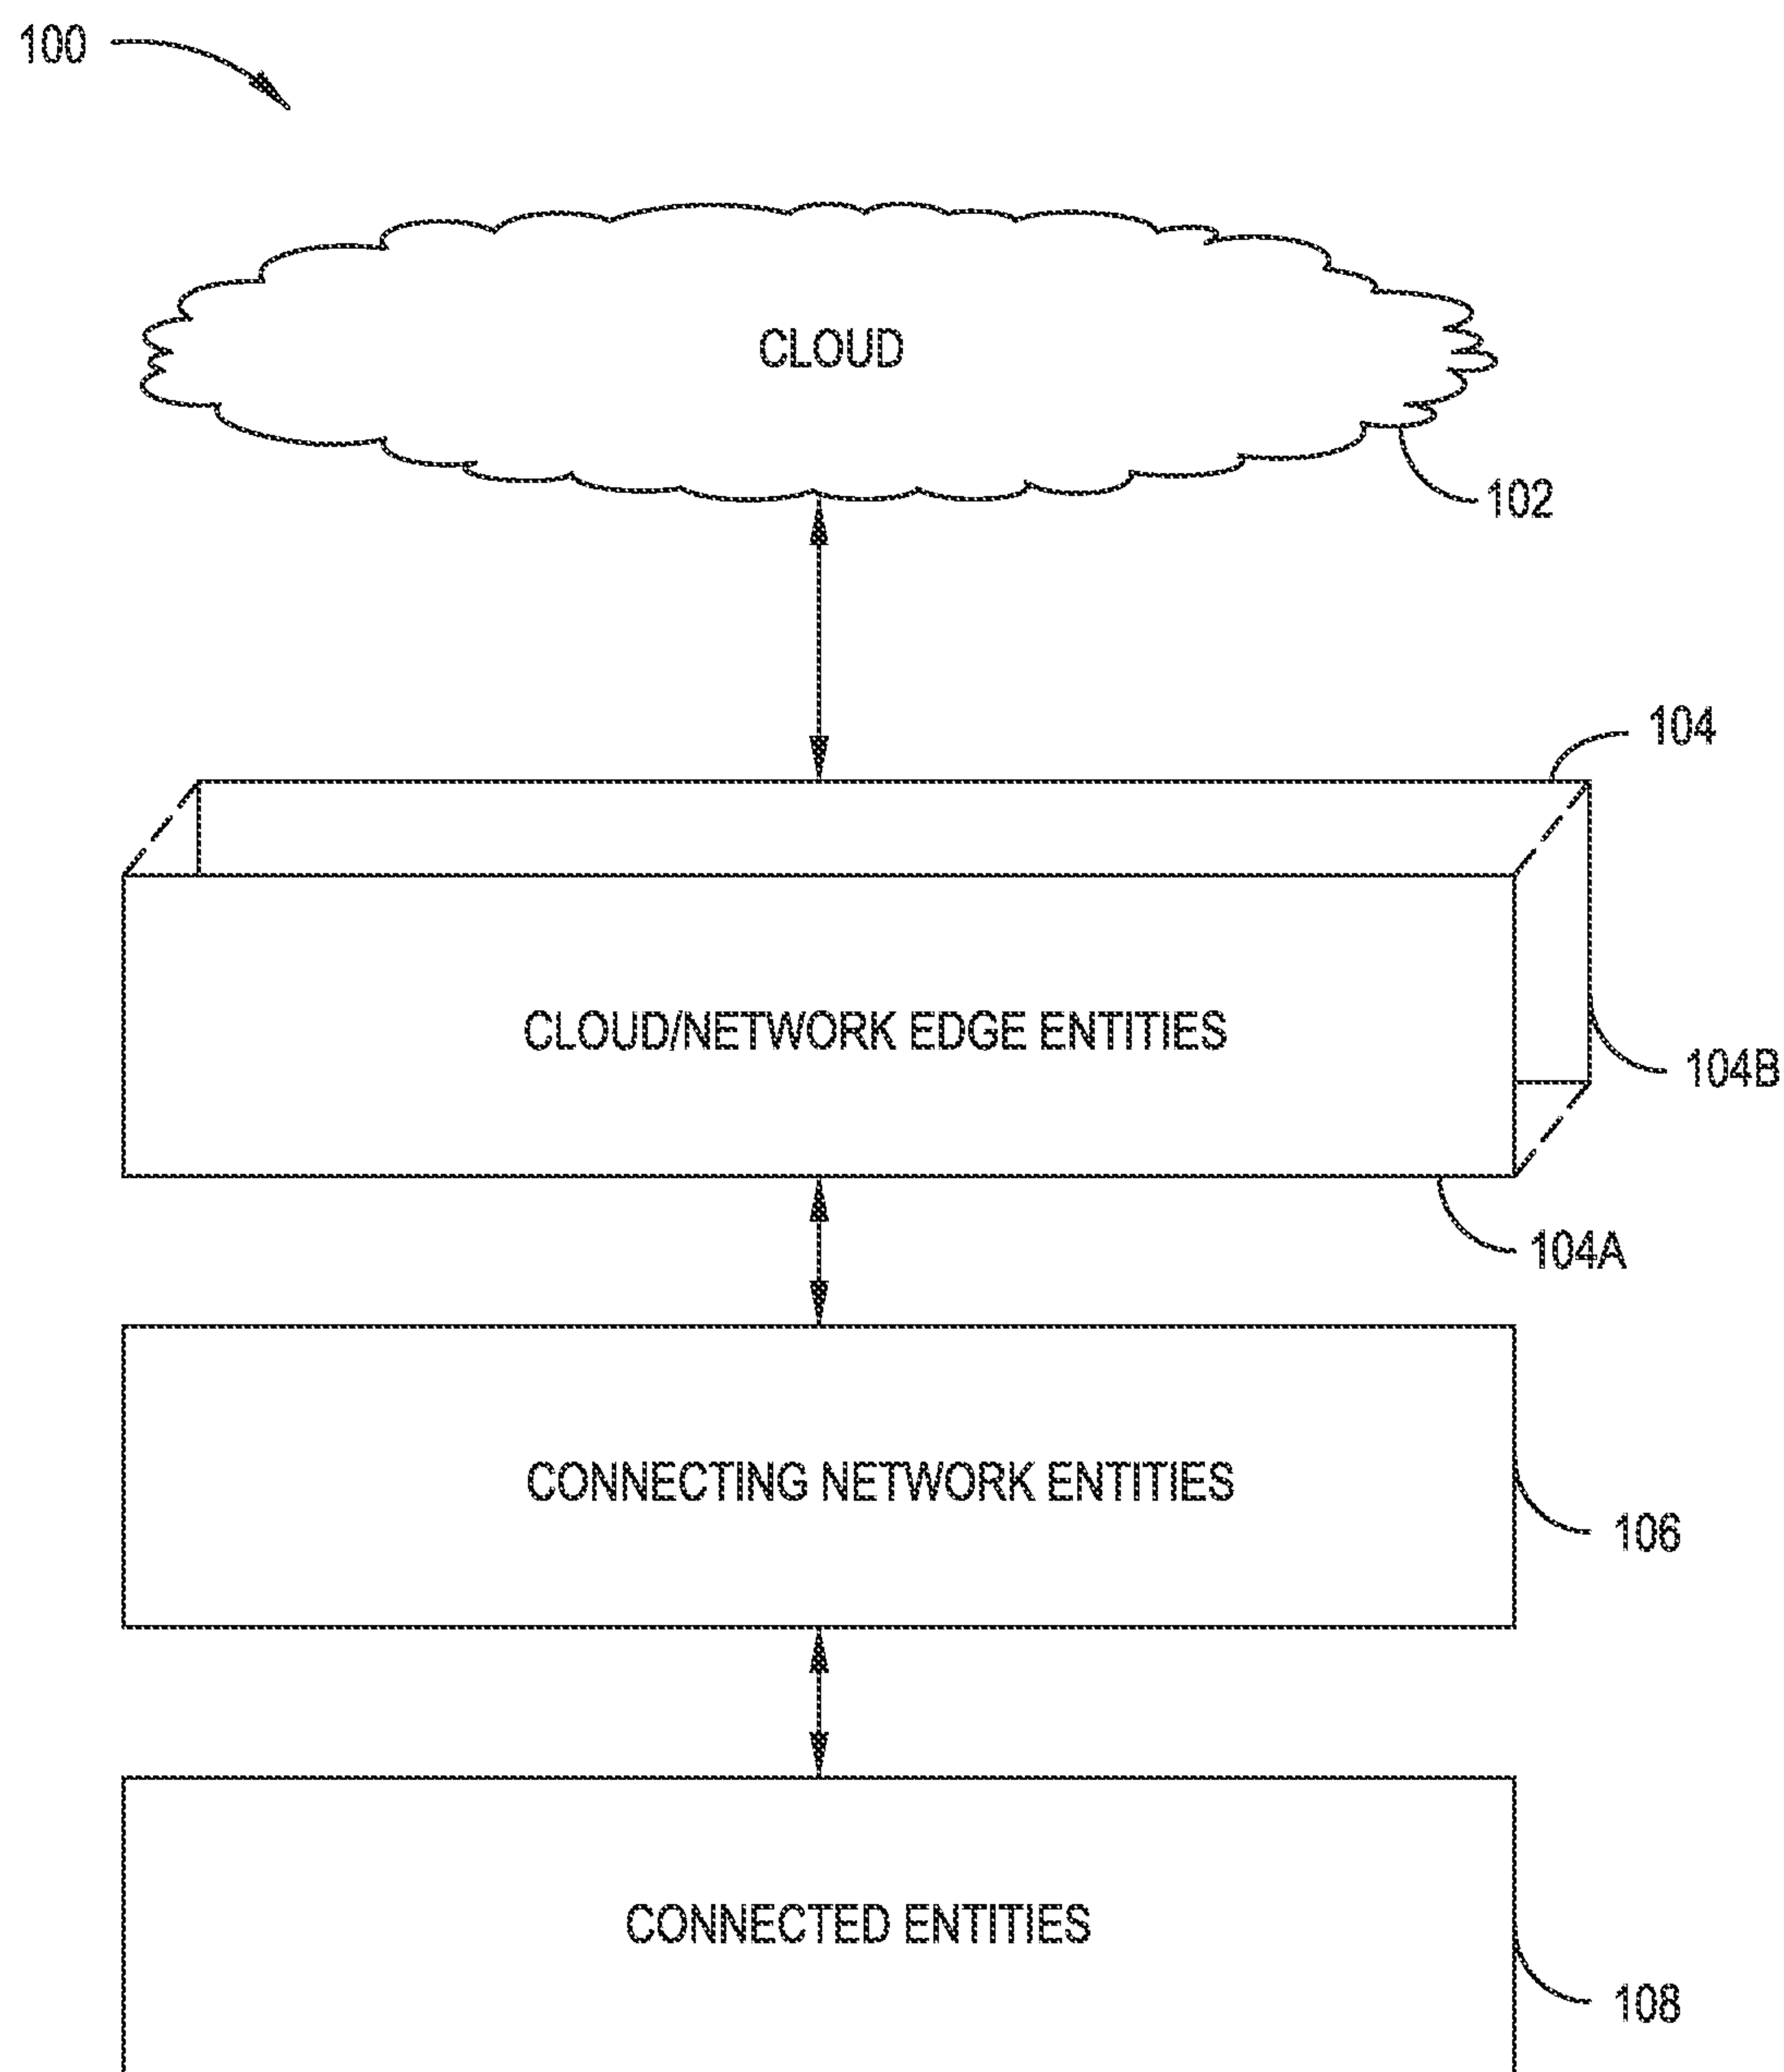 100
CLOUD
102
104
CLOUD/NETWORK EDGE ENTITIES
104B
104A
CONNECTING NETWORK ENTITIES
106
CONNECTED ENTITIES
108